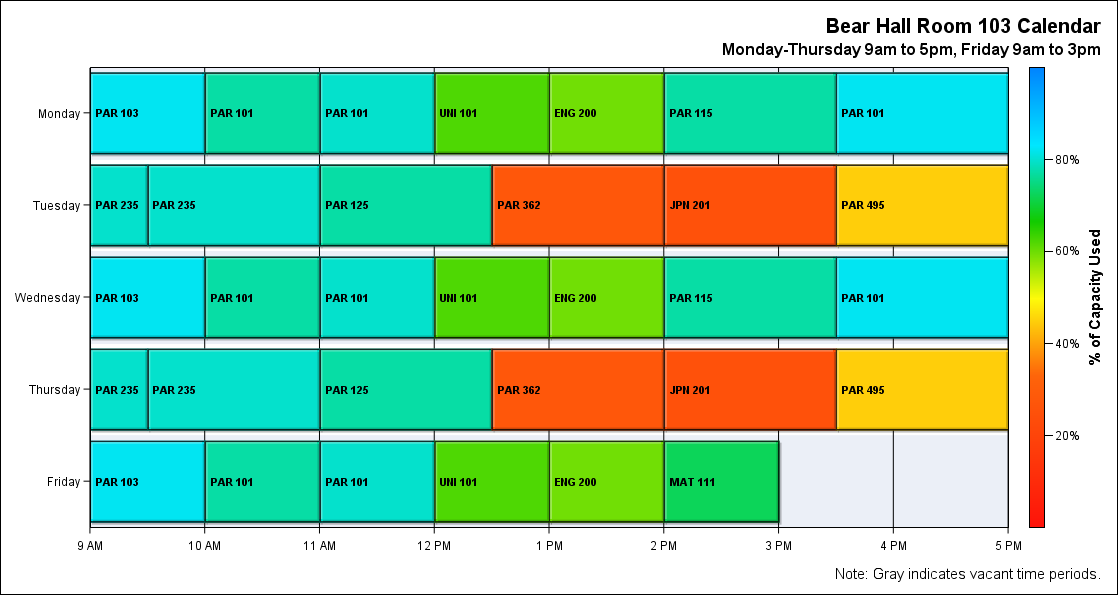 Bear Hall Room 103 Calendar
Monday-Thursday 9am to 5pm, Friday 9am to 3pm
Monday PAR 103 PAR 101 PAR 101 UNI 101 ENG 200 PAR 115 PAR 101
80%
Tuesday PAR 235 PAR 235 PAR 125 PAR 362 JPN 201 PAR 495
60%
% of Capacity Used
Wednesday PAR 103 PAR 101 PAR 101 UNI 101 ENG 200 PAR 115 PAR 101
40%
Thursday PAR 235 PAR 235 PAR 125 PAR 362 JPN 201 PAR 495
20%
Friday PAR 103 PAR 101 PAR 101 UNI 101 ENG 200 MAT 111
9 AM 10 AM 11 AM 12 PM 1 PM 2 PM 3 PM 4 PM 5 PM
Note: Gray indicates vacant time periods.